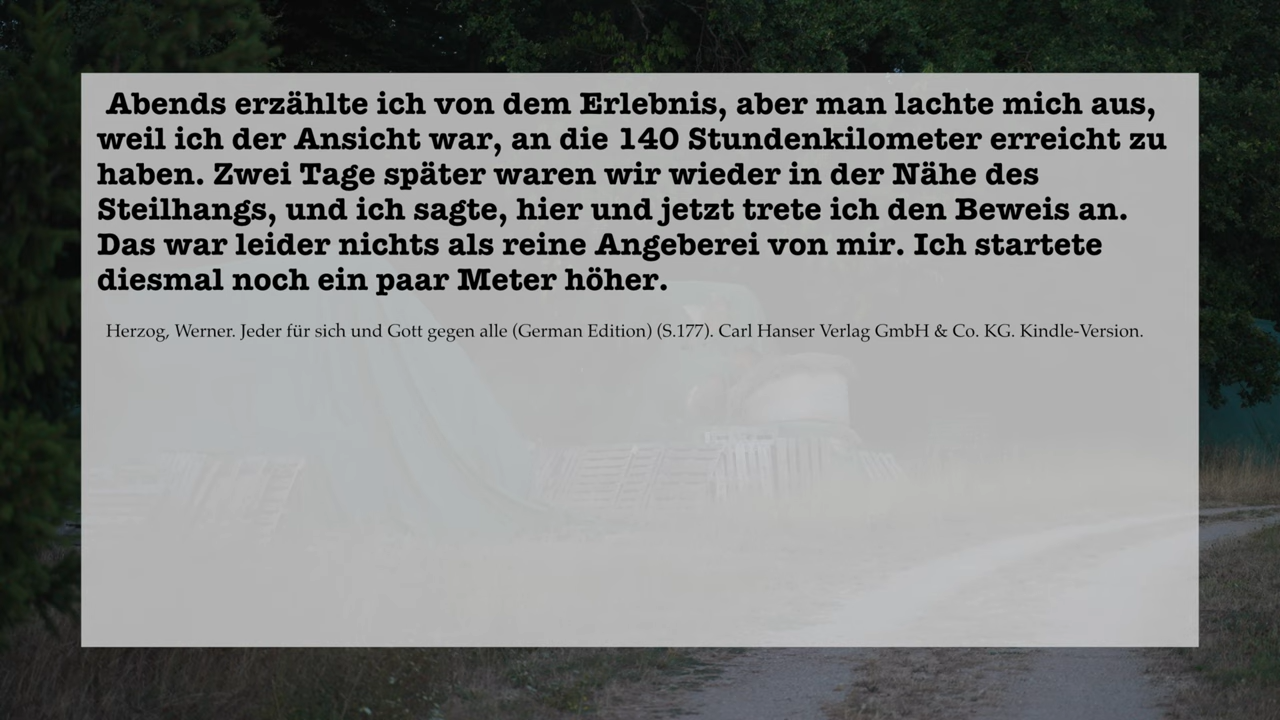 Abends erzählte ich von dem Erlebnis, aber man lachte mich aus,
weil ich der Ansicht war, an die 140 Stundenkilometer erreicht zu
haben. Zwei Tage später waren wir wieder in der Nähe des
Steilhangs, und ich sagte, hier und jetzt trete ich den Beweis an.
Das war leider nichts als reine Angeberei von mir. Ich startete
diesmal noch ein paar Meter höher.
Herzog, Werner. Jeder für sich und Gott gegen alle (German Edition) (S.177). Carl Hanser Verlag GmbH & Co. KG. Kindle-Version.